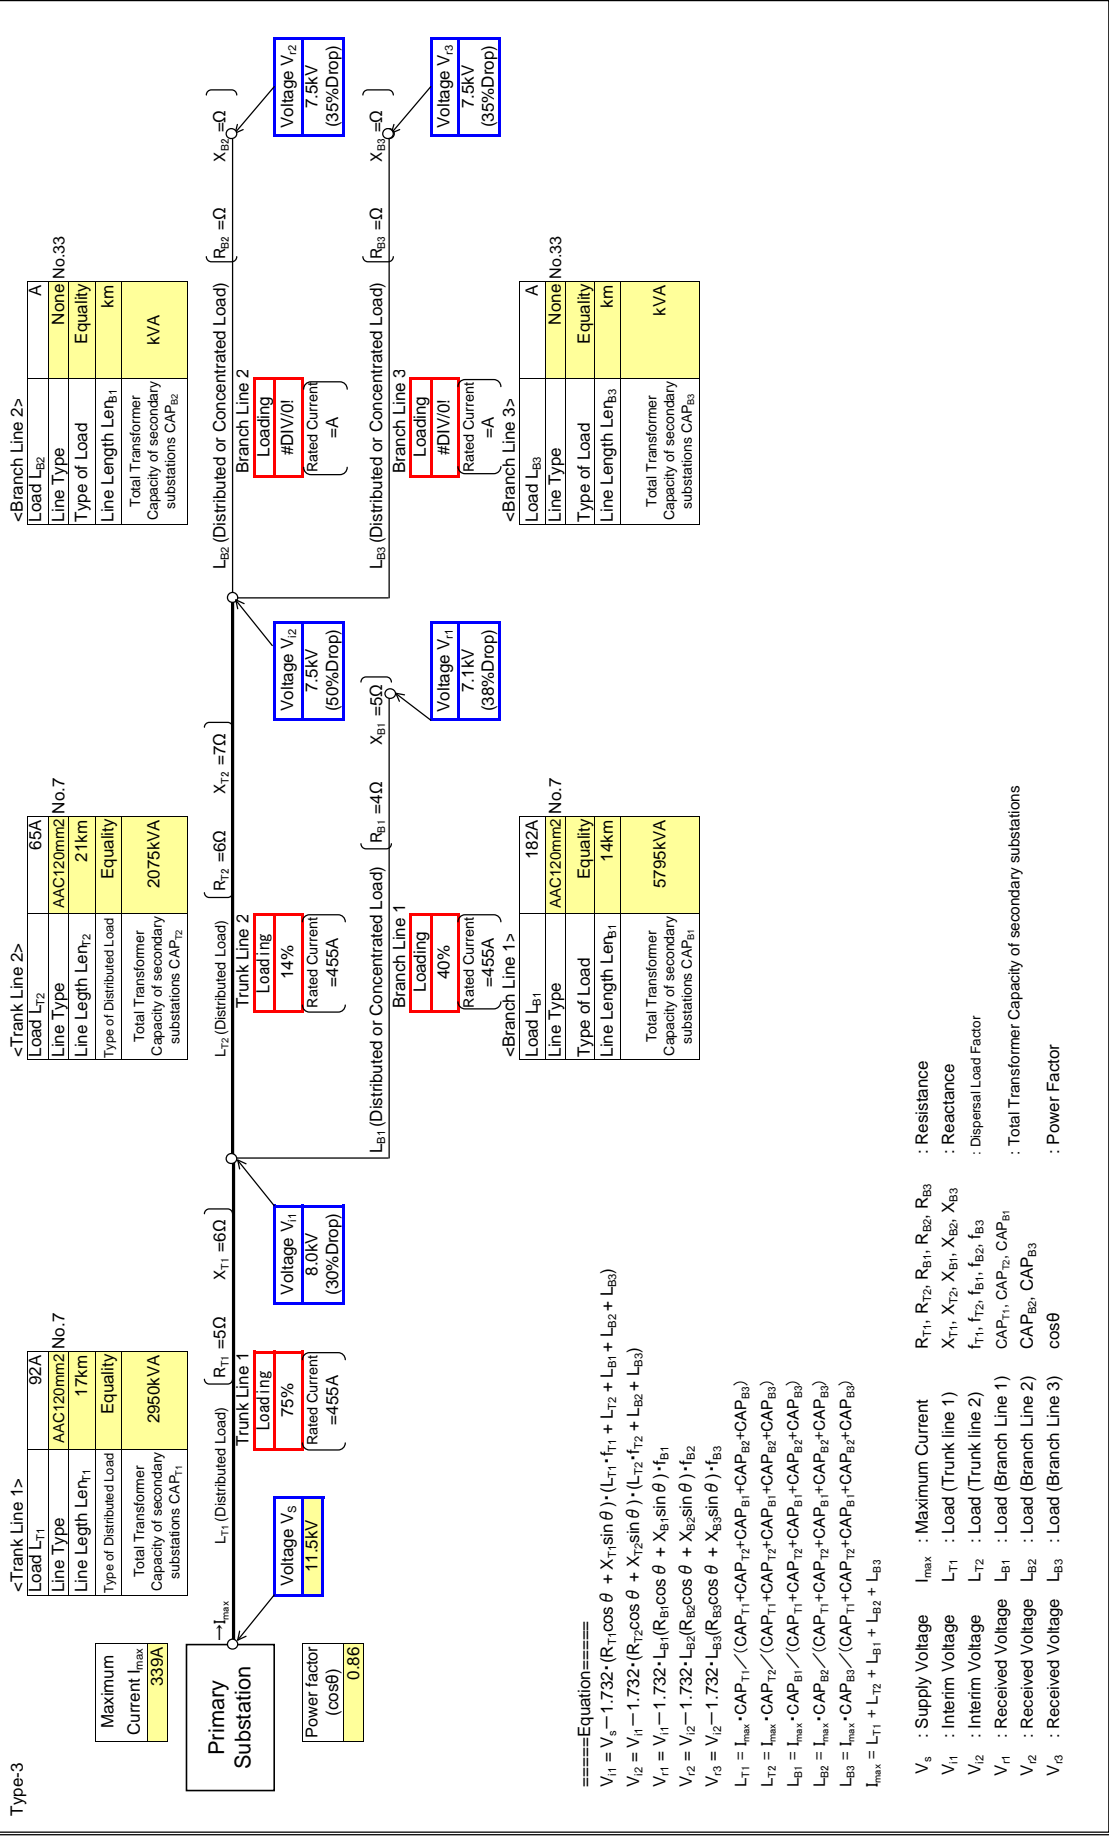 Type-3
Maximum
Current Imax
339A
Primary
Substation
Power factor
(cosθ)
0.86
→Imax
Voltage VS
11.5kV
<Trank Line 1>
Load LT1 92A
Line Type AAC120mm2 No.7
Line Length LenT1 17km
Type of Distributed Load Equality
Total Transformer
Capacity of secondary
substations CAPT1
2950kVA
LT1 (Distributed Load) RT1 =5Ω XT1 =6Ω
Trunk Line 1
Loading
75%
Rated Current
=455A
Voltage Vi1
8.0kV
(30%Drop)
<Trank Line 2>
Load LT2 65A
Line Type AAC120mm2 No.7
Line Legth LenT2 21km
Type of Distributed Load Equality
Total Transformer
Capacity of secondary
substations CAPT2
2075kVA
LT2 (Distributed Load) RT2 =6Ω XT2 =7Ω
Trunk Line 2
Loading
14%
Rated Current
=455A
Voltage Vi2
7.5kV
(50%Drop)
LB1 (Distributed or Concentrated Load) RB1 =4Ω XB1 =5Ω
Branch Line 1
Loading
40%
Rated Current
=455A
Voltage Vr1
7.1kV
(38%Drop)
<Branch Line 1>
Load LB1 182A
Line Type AAC120mm2 No.7
Type of Load Equality
Line Length LenB1 14km
Total Transformer
Capacity of secondary
substations CAPB1
5795kVA
<Branch Line 2>
Load LB2 A
Line Type None No.33
Type of Load Equality
Line Length LenB1 km
Total Transformer
Capacity of secondary
substations CAPB2
kVA
LB2 (Distributed or Concentrated Load) RB2 =Ω XB2 =Ω
Branch Line 2
Loading
#DIV/0!
Rated Current
=A
Voltage Vr2
7.5kV
(35%Drop)
LB3 (Distributed or Concentrated Load) RB3 =Ω XB3 =Ω
Branch Line 3
Loading
#DIV/0!
Rated Current
=A
Voltage Vr3
7.5kV
(35%Drop)
<Branch Line 3>
Load LB3 A
Line Type None No.33
Type of Load Equality
Line Length LenB3 km
Total Transformer
Capacity of secondary
substations CAPB3
kVA
=====Equation=====
Vi1 = VS－1.732･(RT1cos θ + XT1sin θ)･(LT1･fT1 + LT2 + LB1 + LB2 + LB3)
Vi2 = Vi1－1.732･(RT2cos θ + XT2sin θ)･(LT2･fT2 + LB2 + LB3)
Vr1 = Vi1－1.732･LB1(RB1cos θ + XB1sin θ)･fB1
Vr2 = Vi2－1.732･LB2(RB2cos θ + XB2sin θ)･fB2
Vr3 = Vi2－1.732･LB3(RB3cos θ + XB3sin θ)･fB3
LT1 = Imax･CAPT1／(CAPT1+CAPT2+CAPB1+CAPB2+CAPB3)
LT2 = Imax･CAPT2／(CAPT1+CAPT2+CAPB1+CAPB2+CAPB3)
LB1 = Imax･CAPB1／(CAPT1+CAPT2+CAPB1+CAPB2+CAPB3)
LB2 = Imax･CAPB2／(CAPT1+CAPT2+CAPB1+CAPB2+CAPB3)
LB3 = Imax･CAPB3／(CAPT1+CAPT2+CAPB1+CAPB2+CAPB3)
Imax = LT1 + LT2 + LB1 + LB2 + LB3
Vs : Supply Voltage Imax : Maximum Current RT1, RT2, RB1, RB2, RB3 : Resistance
Vi1 : Interim Voltage LT1 : Load (Trunk line 1) XT1, XT2, XB1, XB2, XB3 : Reactance
Vi2 : Interim Voltage LT2 : Load (Trunk line 2) fT1, fT2, fB1, fB2, fB3 : Dispersal Load Factor
Vr1 : Received Voltage LB1 : Load (Branch Line 1) CAPT1, CAPT2, CAPB1
: Total Transformer Capacity of secondary substations
Vr2 : Received Voltage LB2 : Load (Branch Line 2) CAPB2, CAPB3
Vr3 : Received Voltage LB3 : Load (Branch Line 3) cosθ : Power Factor